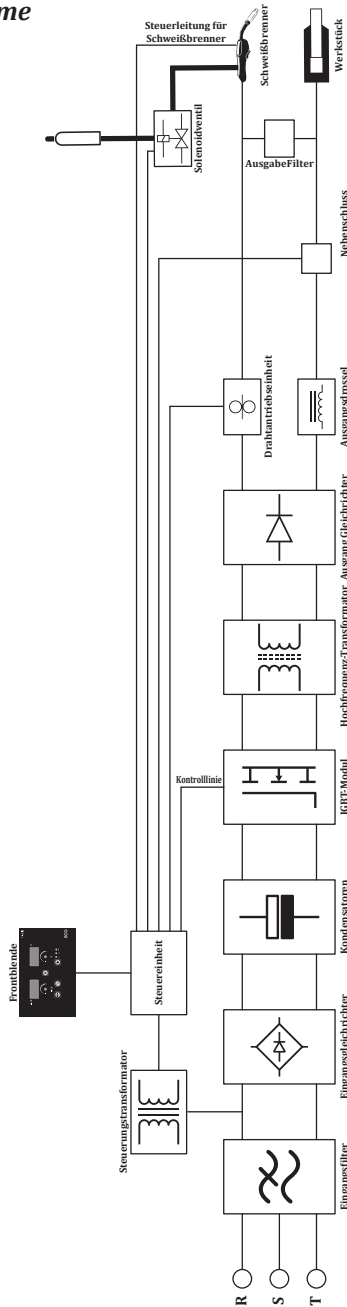 me
Steuerleitung für
Schweißbrenner
Schweißbrenner
Werkstück
Solenoidventil
AusgabeFilter
Nebenschluss
Drahtantriebseinheit
Ausgangsdrossel
Ausgang Gleichrichter
Hochfrequenz-Transformator
Kontrolllinie
IGBT-Modul
Frontblende
Steuereinheit
Kondensatoren
Steuerungstransformator
Eingangsgleichrichter
Eingangsfilter
R
S
T